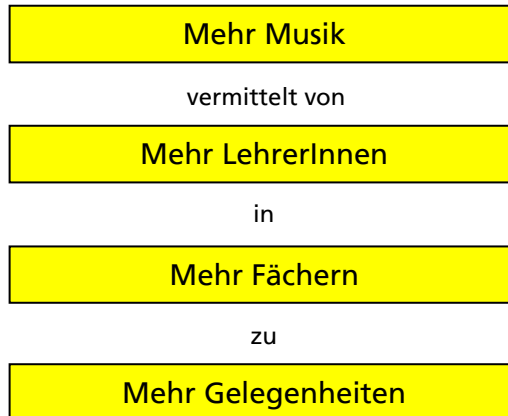 Mehr Musik
vermittelt von
Mehr LehrerInnen
in
Mehr Fächern
zu
Mehr Gelegenheiten